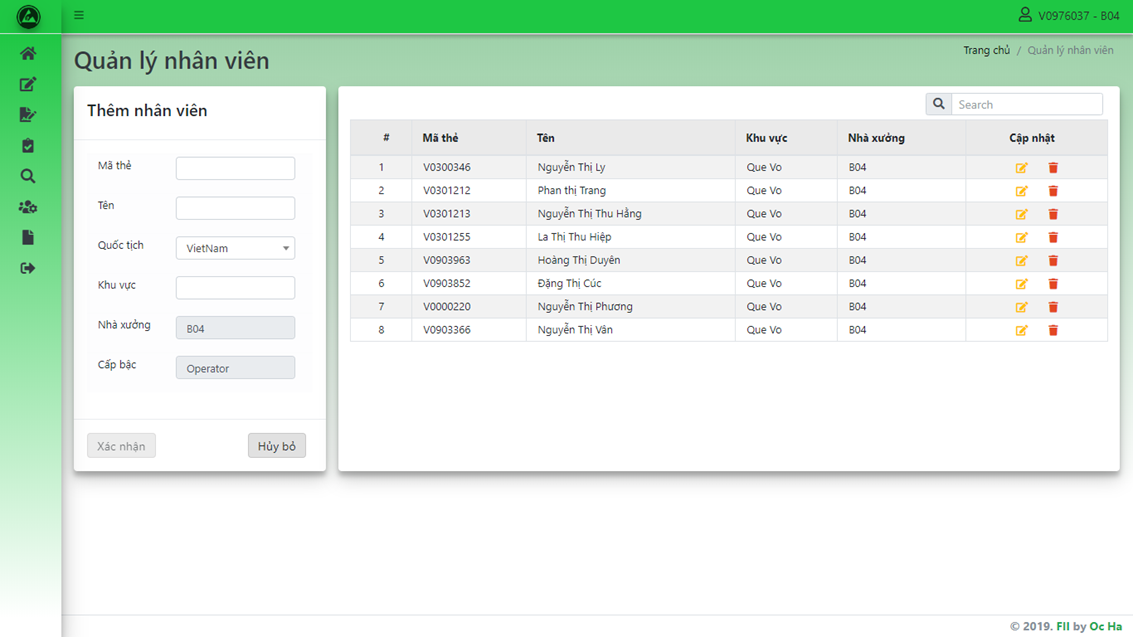 V0976037 - B04
Quản lý nhân viên
Trang chủ / Quản lý nhân viên
Thêm nhân viên
Mã thẻ
Tên
Quốc tịch VietNam
Khu vực
Nhà xưởng B04
Cấp bậc Operator
Xác nhận Hủy bỏ
Search
# Mã thẻ Tên Khu vực Nhà xưởng Cập nhật
1 V0300346 Nguyễn Thị Ly Que Vo B04
2 V0301212 Phan thị Trang Que Vo B04
3 V0301213 Nguyễn Thị Thu Hằng Que Vo B04
4 V0301255 La Thị Thu Hiệp Que Vo B04
5 V0903963 Hoàng Thị Duyên Que Vo B04
6 V0903852 Đặng Thị Cúc Que Vo B04
7 V0000220 Nguyễn Thị Phương Que Vo B04
8 V0903366 Nguyễn Thị Vân Que Vo B04
© 2019. FII by Oc Ha